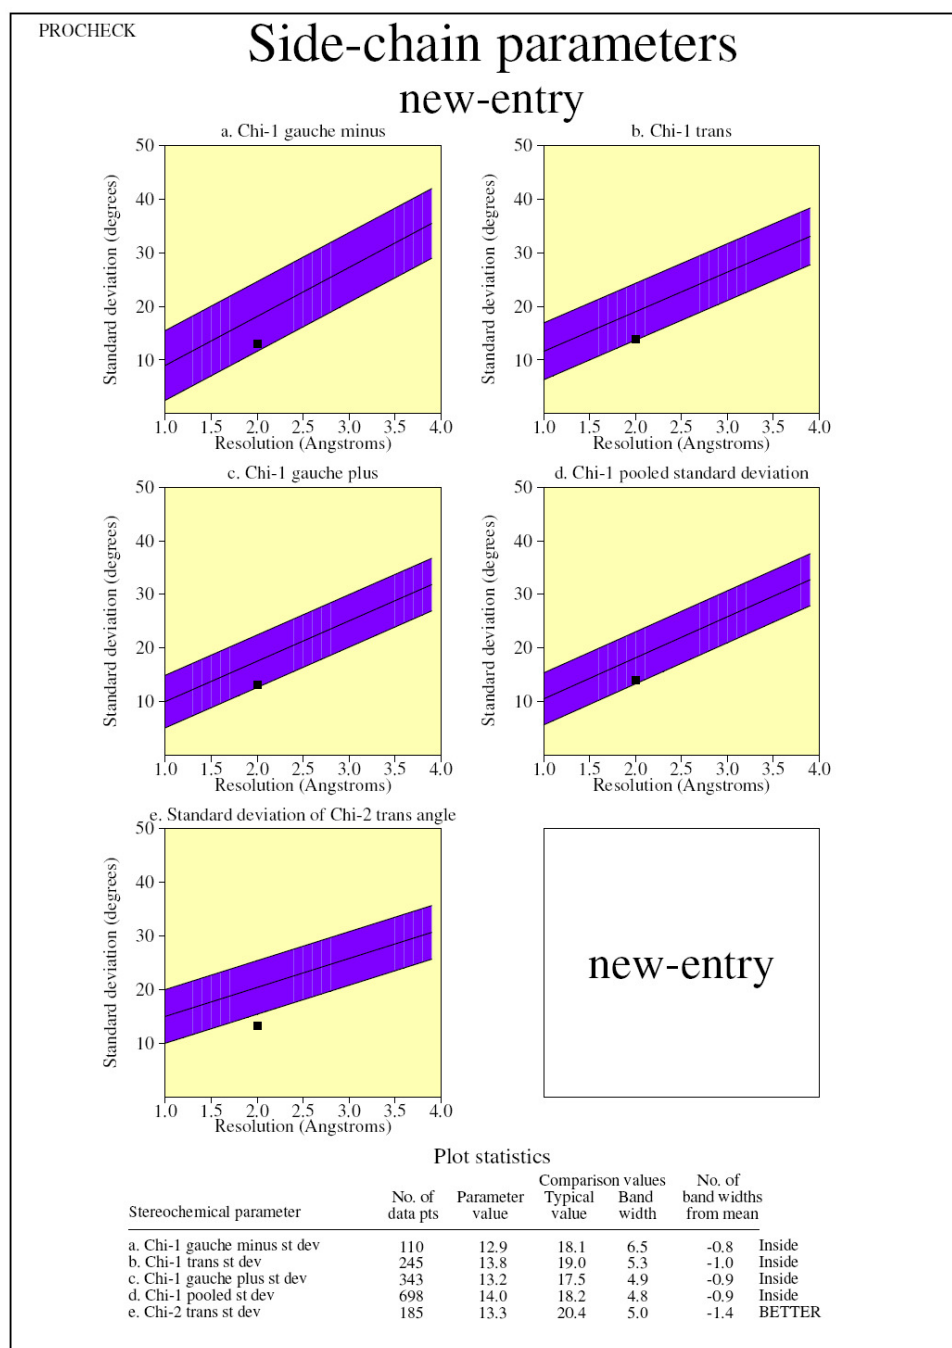 PROCHECK
Side-chain parameters
new-entry
a. Chi-1 gauche minus
Standard deviation (degrees)
50
40
30
20
10
1.0 1.5 2.0 2.5 3.0 3.5 4.0
Resolution (Angstroms)
b. Chi-1 trans
Standard deviation (degrees)
50
40
30
20
10
1.0 1.5 2.0 2.5 3.0 3.5 4.0
Resolution (Angstroms)
c. Chi-1 gauche plus
Standard deviation (degrees)
50
40
30
20
10
1.0 1.5 2.0 2.5 3.0 3.5 4.0
Resolution (Angstroms)
d. Chi-1 pooled standard deviation
Standard deviation (degrees)
50
40
30
20
10
1.0 1.5 2.0 2.5 3.0 3.5 4.0
Resolution (Angstroms)
e. Standard deviation of Chi-2 trans angle
Standard deviation (degrees)
50
40
30
20
10
1.0 1.5 2.0 2.5 3.0 3.5 4.0
Resolution (Angstroms)
new-entry
Plot statistics
Comparison values No. of
No. of Parameter Typical Band band widths
Stereochemical parameter data pts value value width from mean
a. Chi-1 gauche minus st dev 110 12.9 18.1 6.5 -0.8 Inside
b. Chi-1 trans st dev 245 13.8 19.0 5.3 -1.0 Inside
c. Chi-1 gauche plus st dev 343 13.2 17.5 4.9 -0.9 Inside
d. Chi-1 pooled st dev 698 14.0 18.2 4.8 -0.9 Inside
e. Chi-2 trans st dev 185 13.3 20.4 5.0 -1.4 BETTER